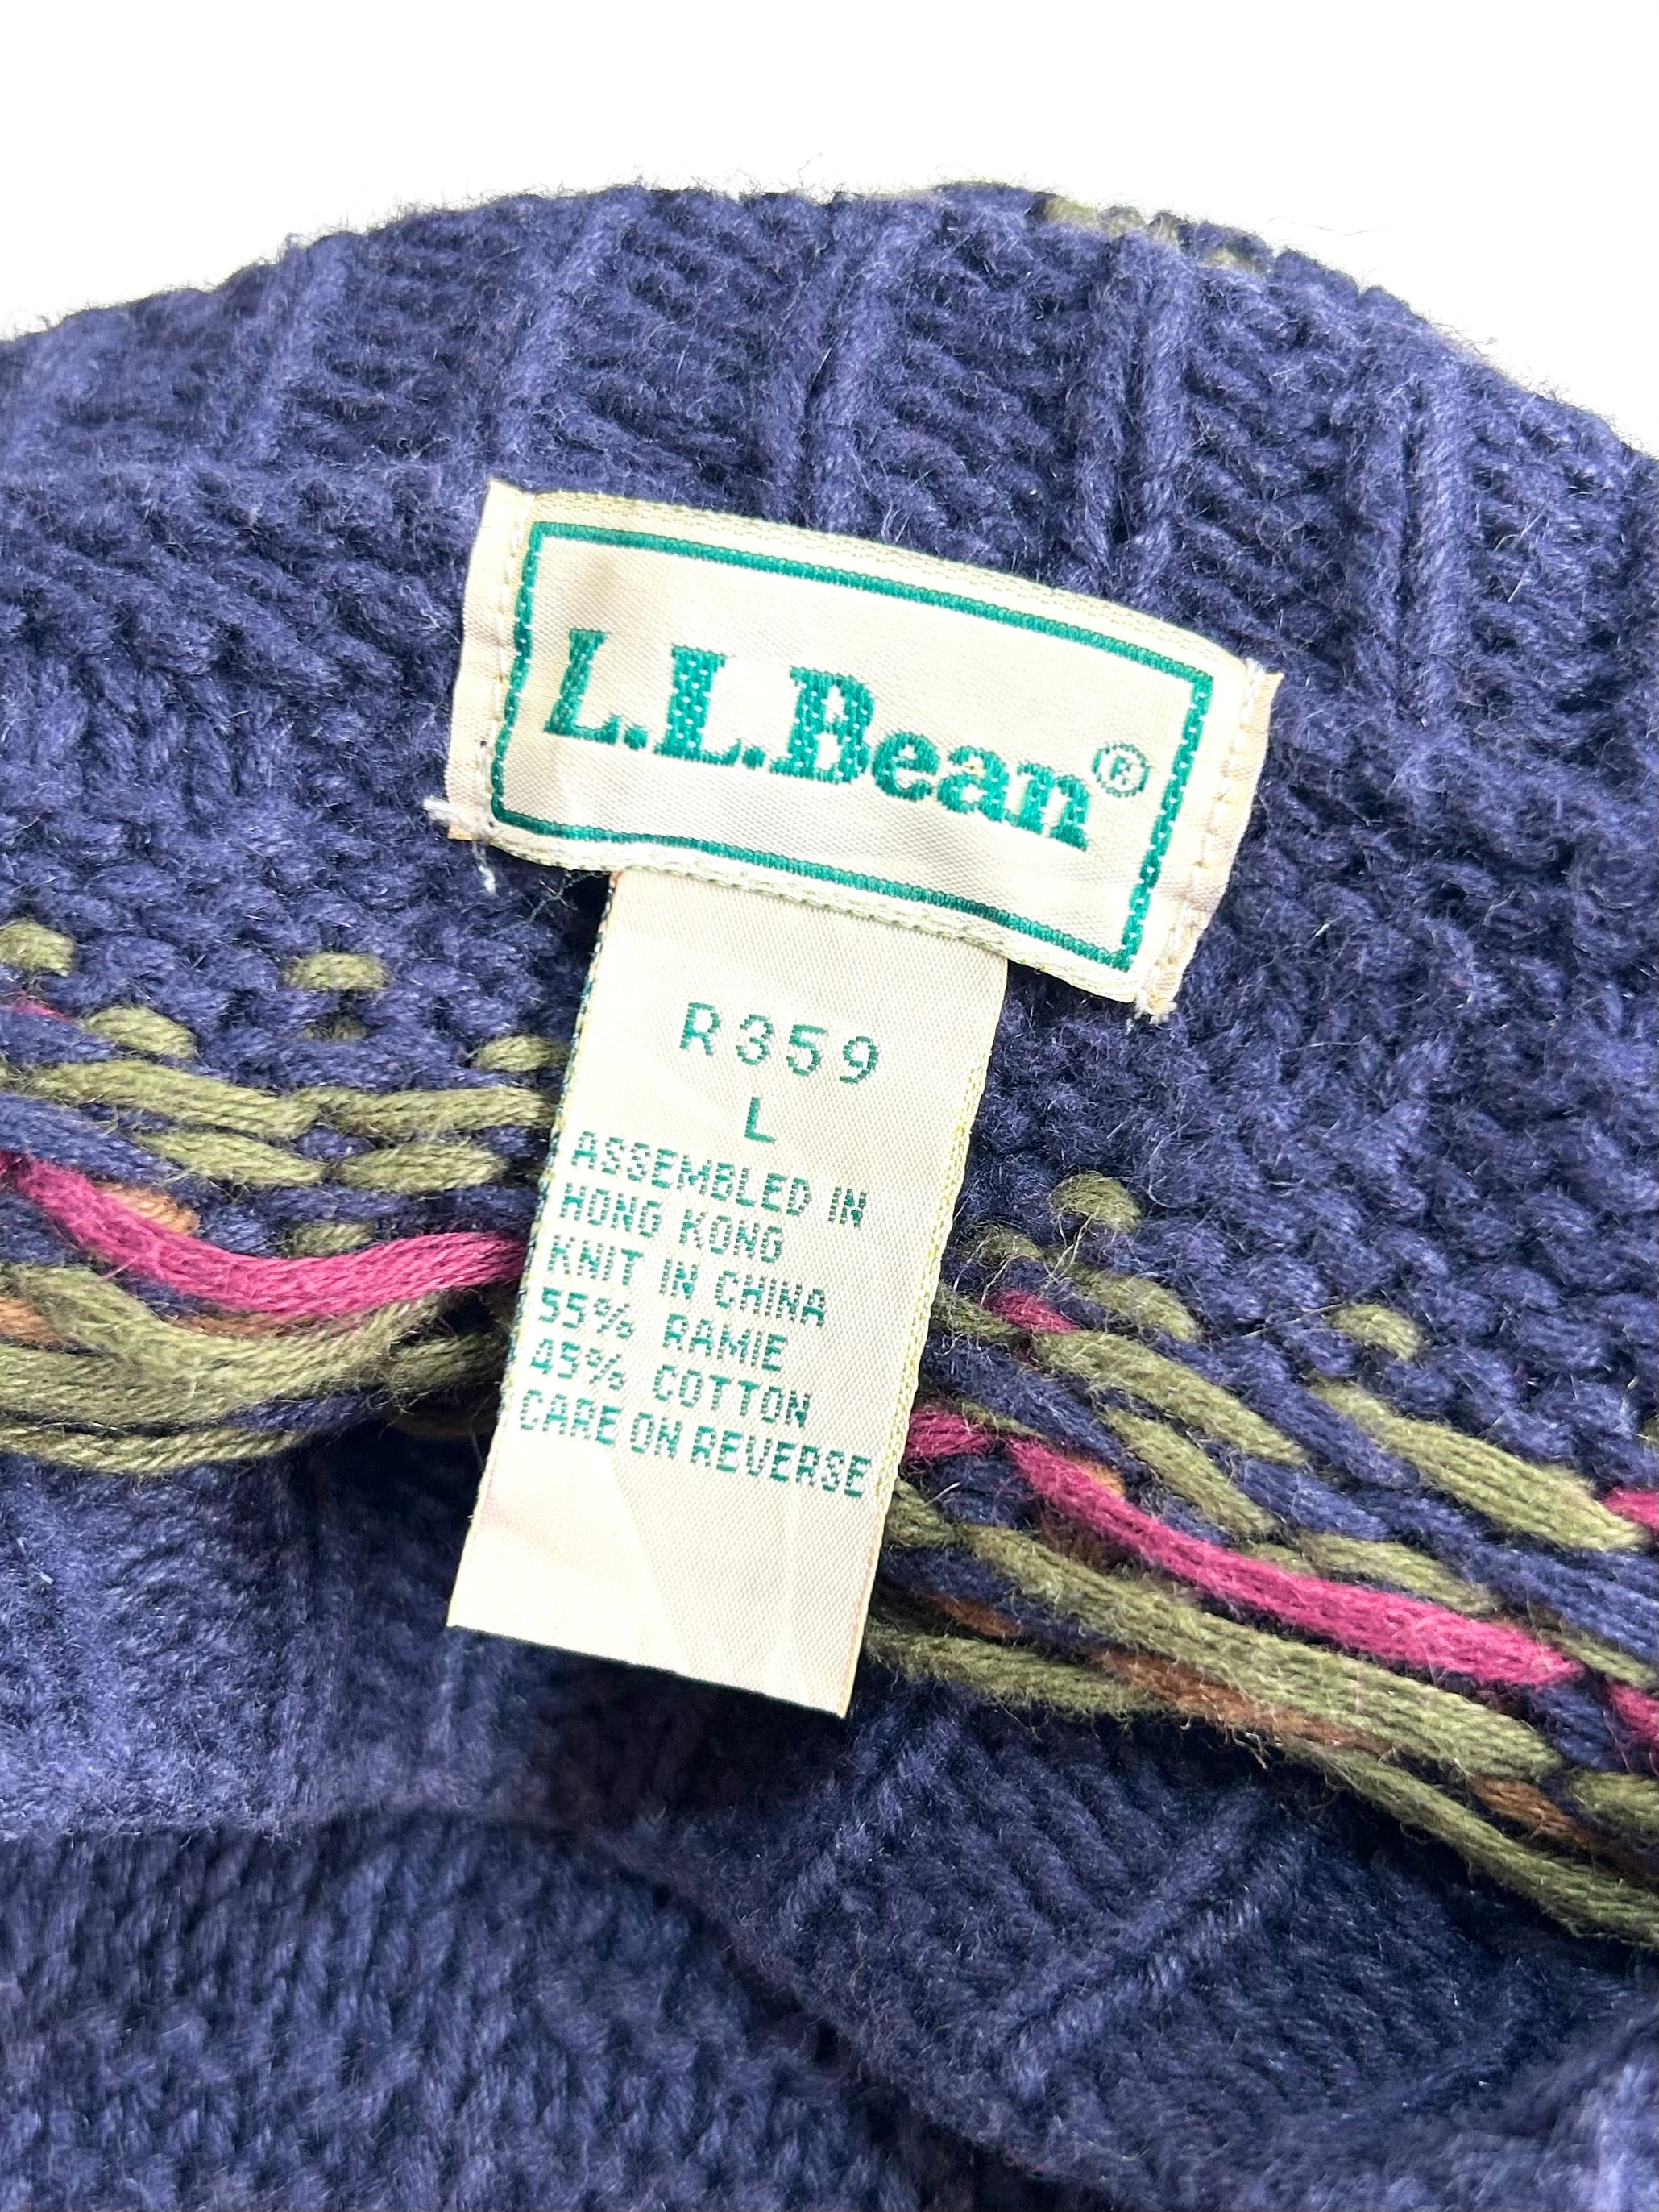 L.L.Bean®
R359
L
ASSEMBLED IN
HONG KONG
KNIT IN CHINA
55% RAMIE
45% COTTON
CARE ON REVERSE